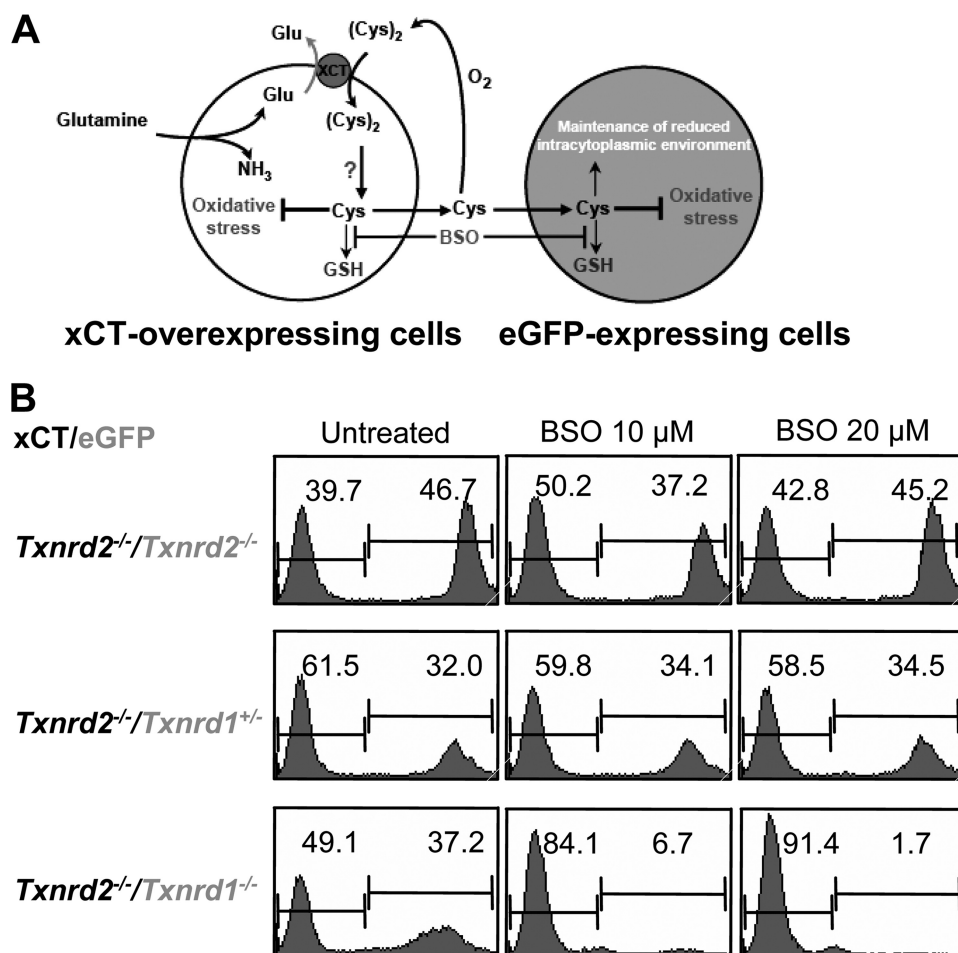 A
Glu
(Cys)₂
XCT
O₂
Glu
(Cys)₂
Glutamine
NH₃
?
Maintenance of reduced
intracytoplasmic environment
Oxidative
stress
Cys
Cys
Cys
Oxidative
stress
BSO
GSH
GSH
xCT-overexpressing cells eGFP-expressing cells
B
xCT/eGFP
Untreated BSO 10 µM BSO 20 µM
39.7 46.7 50.2 37.2 42.8 45.2
Txnrd2⁻/⁻/Txnrd2⁻/⁻
61.5 32.0 59.8 34.1 58.5 34.5
Txnrd2⁻/⁻/Txnrd1⁺/⁻
49.1 37.2 84.1 6.7 91.4 1.7
Txnrd2⁻/⁻/Txnrd1⁻/⁻